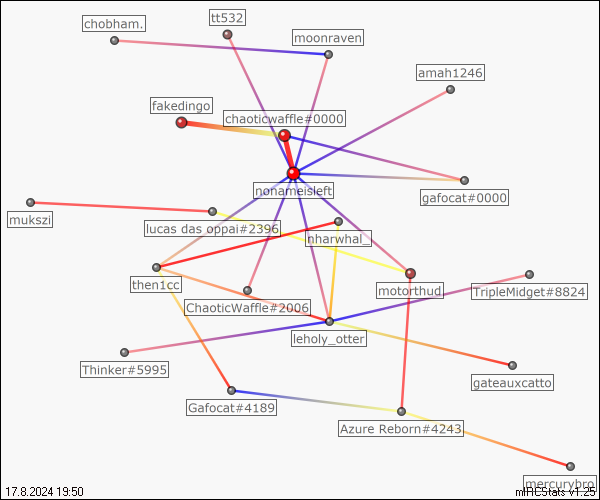 tt532
chobham.
moonraven
amah1246
fakedingo
chaoticwaffle#0000
nonameisleft
gafocat#0000
mukszi
lucas das oppai#2396
nharwhal_
then1cc
ChaoticWaffle#2006
motorthud
TripleMidget#8824
leholy_otter
Thinker#5995
gateauxcatto
Gafocat#4189
Azure Reborn#4243
mercurybro
17.8.2024 19:50
mIRCStats v1.25